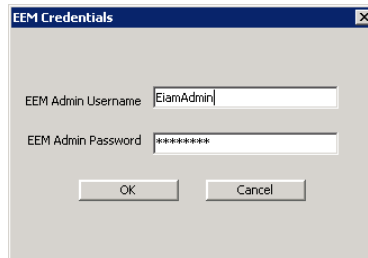 EEM Credentials
EEM Admin Username EiamAdmin
EEM Admin Password ********
OK Cancel